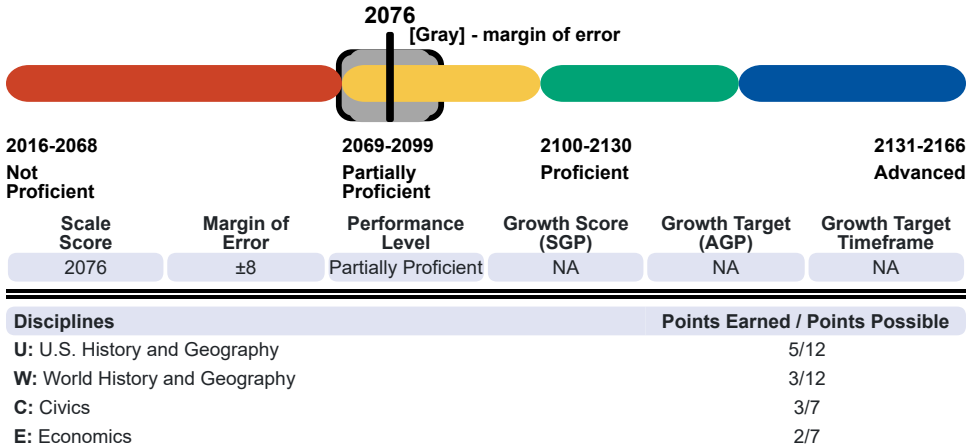 2076
[Gray] - margin of error
2016-2068 2069-2099 2100-2130 2131-2166
Not Proficient Partially Proficient Proficient Advanced
Scale Score Margin of Error Performance Level Growth Score (SGP) Growth Target (AGP) Growth Target Timeframe
2076 ±8 Partially Proficient NA NA NA
Disciplines Points Earned / Points Possible
U: U.S. History and Geography 5/12
W: World History and Geography 3/12
C: Civics 3/7
E: Economics 2/7